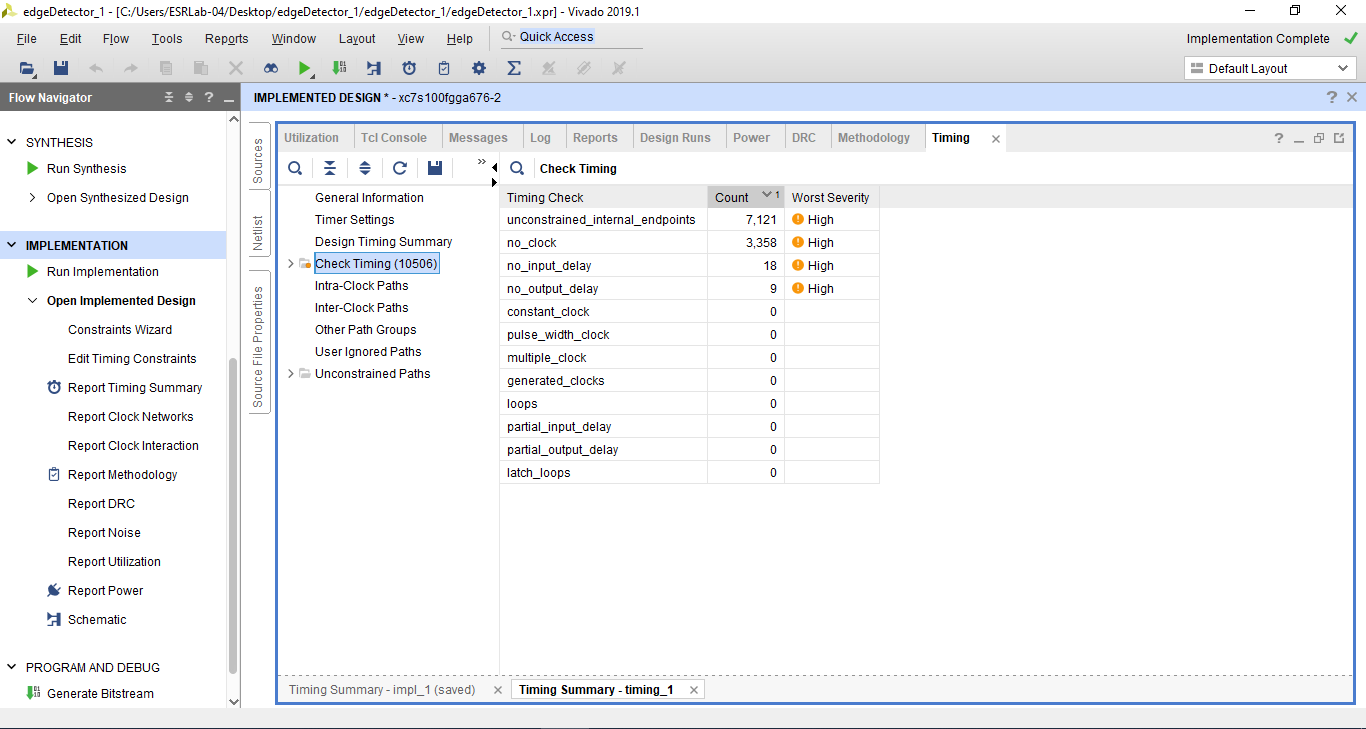 edgeDetector_1 - [C:/Users/ESRLab-04/Desktop/edgeDetector_1/edgeDetector_1/edgeDetector_1.xpr] - Vivado 2019.1
File Edit Flow Tools Reports Window Layout View Help Quick Access
Implementation Complete
Default Layout
Flow Navigator
IMPLEMENTED DESIGN * - xc7s100fgga676-2
SYNTHESIS
Run Synthesis
Open Synthesized Design
IMPLEMENTATION
Run Implementation
Open Implemented Design
Constraints Wizard
Edit Timing Constraints
Report Timing Summary
Report Clock Networks
Report Clock Interaction
Report Methodology
Report DRC
Report Noise
Report Utilization
Report Power
Schematic
PROGRAM AND DEBUG
Generate Bitstream
Sources
Netlist
Source File Properties
Utilization Tcl Console Messages Log Reports Design Runs Power DRC Methodology Timing
General Information
Timer Settings
Design Timing Summary
Check Timing (10506)
Intra-Clock Paths
Inter-Clock Paths
Other Path Groups
User Ignored Paths
Unconstrained Paths
Check Timing
Timing Check Count 1 Worst Severity
unconstrained_internal_endpoints 7,121 High
no_clock 3,358 High
no_input_delay 18 High
no_output_delay 9 High
constant_clock 0
pulse_width_clock 0
multiple_clock 0
generated_clocks 0
loops 0
partial_input_delay 0
partial_output_delay 0
latch_loops 0
Timing Summary - impl_1 (saved) Timing Summary - timing_1